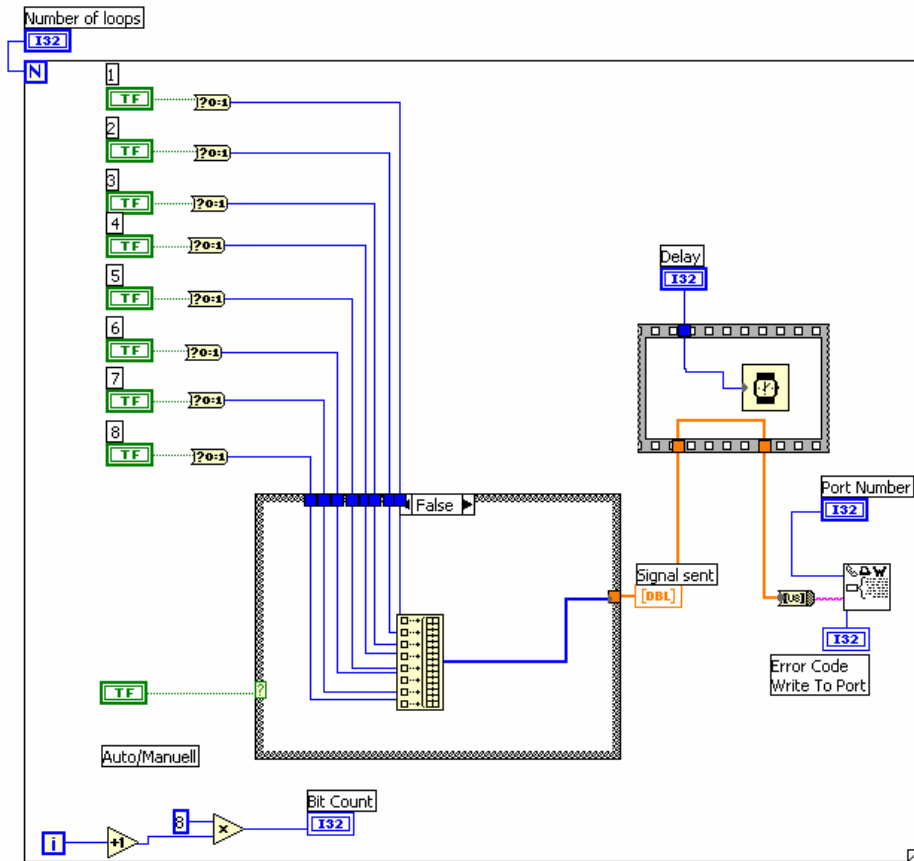 Number of loops
I32
N
1
TF
?0:1
2
TF
?0:1
3
TF
?0:1
4
TF
?0:1
5
TF
?0:1
6
TF
?0:1
7
TF
?0:1
8
TF
?0:1
Delay
I32
False
Port Number
I32
Signal sent
[DBL]
[U8]
W
I32
Error Code
Write To Port
TF
?
Auto/Manuell
Bit Count
8
I32
i
+1
x